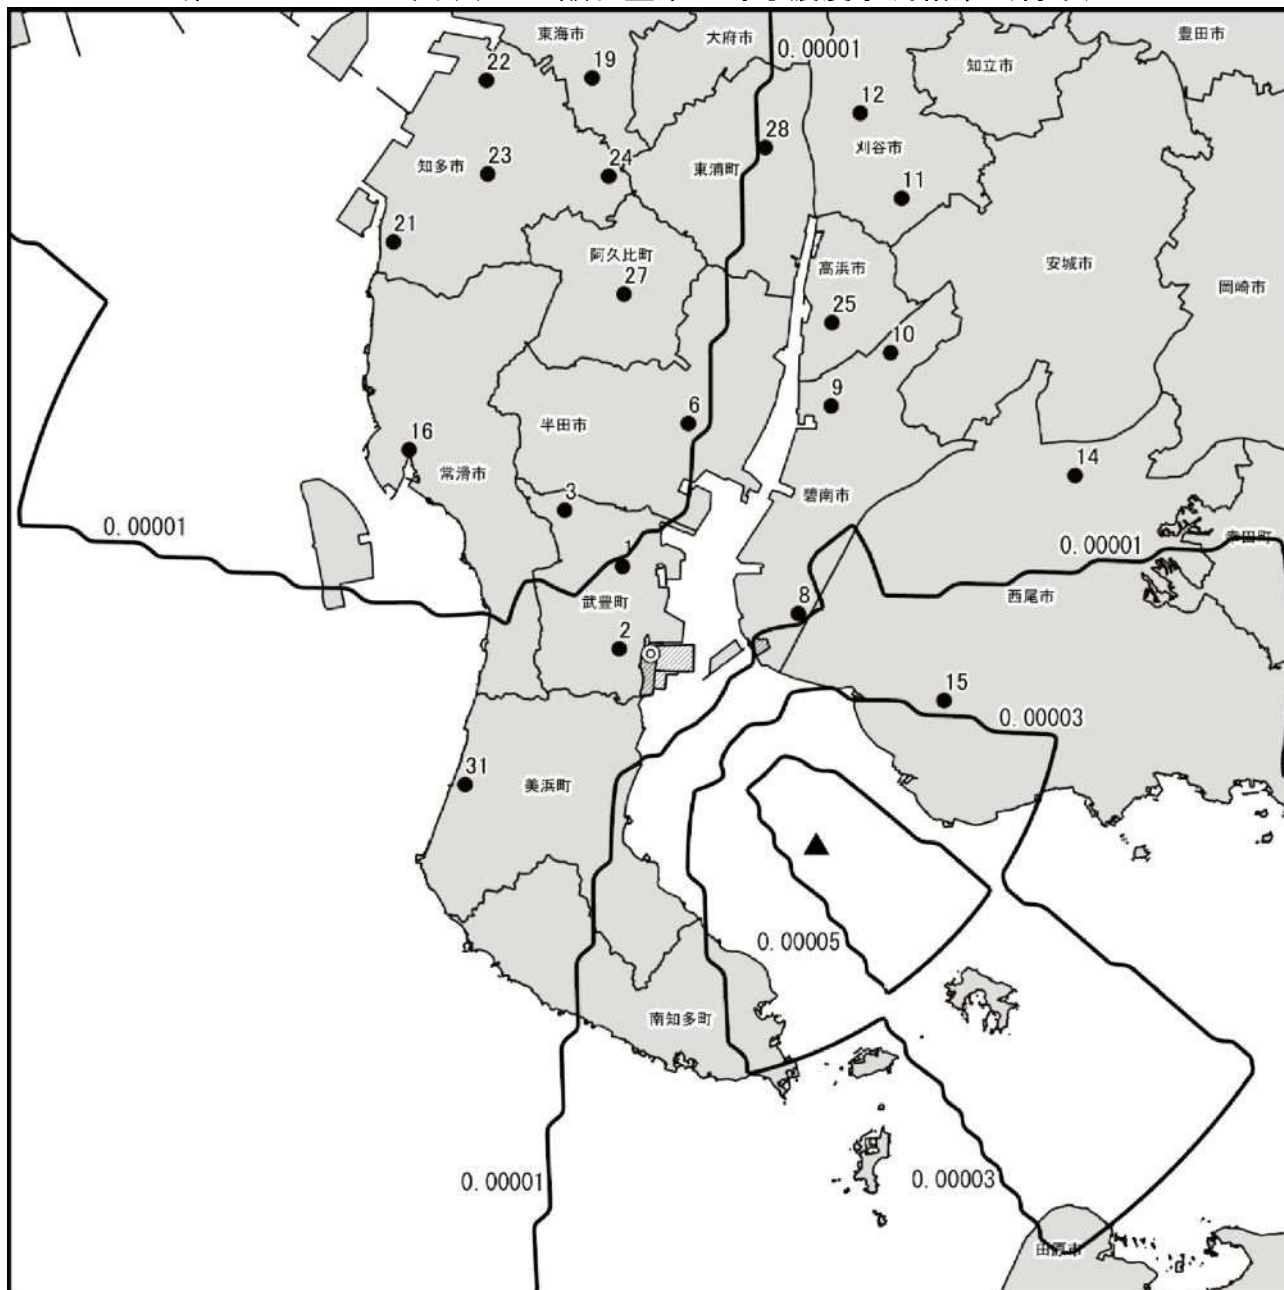 東海市
大府市
豊田市
0.00001
知立市
22
19
12
28
刈谷市
知多市
23
24
東浦町
11
21
阿久比町
高浜市
安城市
岡崎市
27
25
10
9
6
半田市
16
常滑市
14
碧南市
3
0.00001
幸田町
0.00001
1
西尾市
武豊町
8
2
15
0.00003
31
美浜町
0.00005
南知多町
0.00001
0.00003
田原市